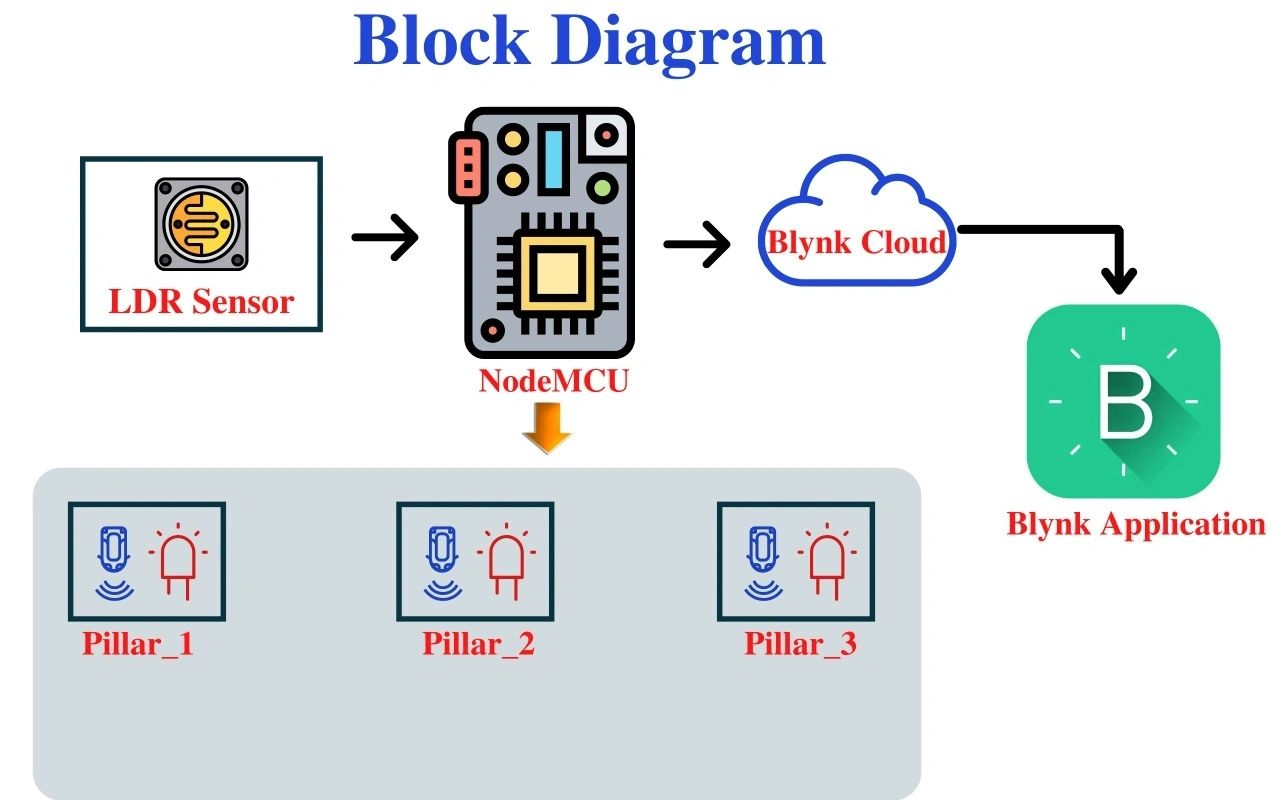 Block Diagram
LDR Sensor
NodeMCU
Blynk Cloud
B
Blynk Application
Pillar_1
Pillar_2
Pillar_3